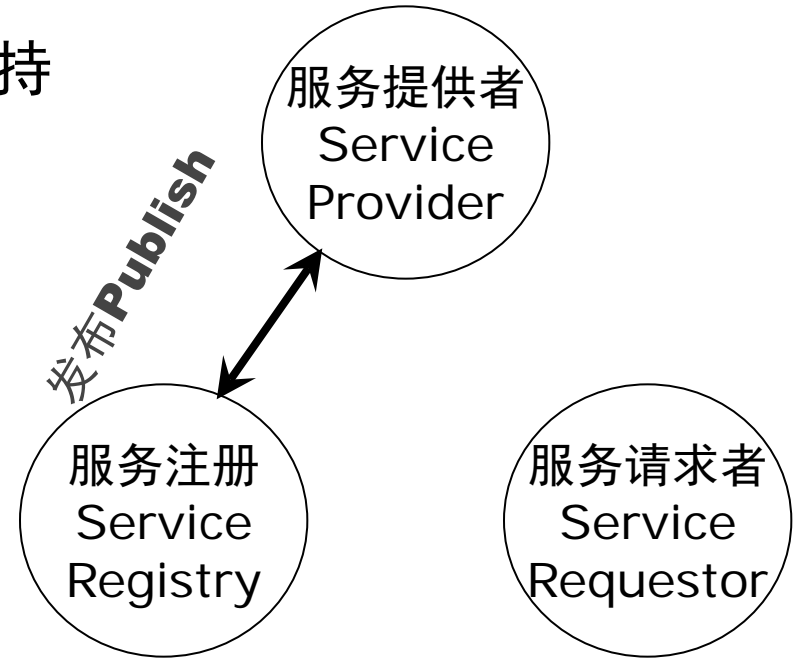 持
服务提供者
Service
Provider
发布Publish
服务注册
Service
Registry
服务请求者
Service
Requestor